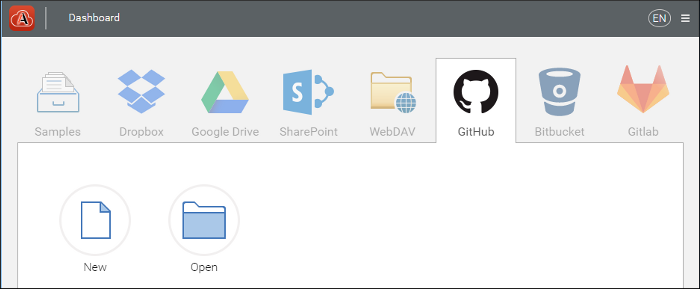 Dashboard
EN
Samples Dropbox Google Drive SharePoint WebDAV GitHub Bitbucket Gitlab
New Open